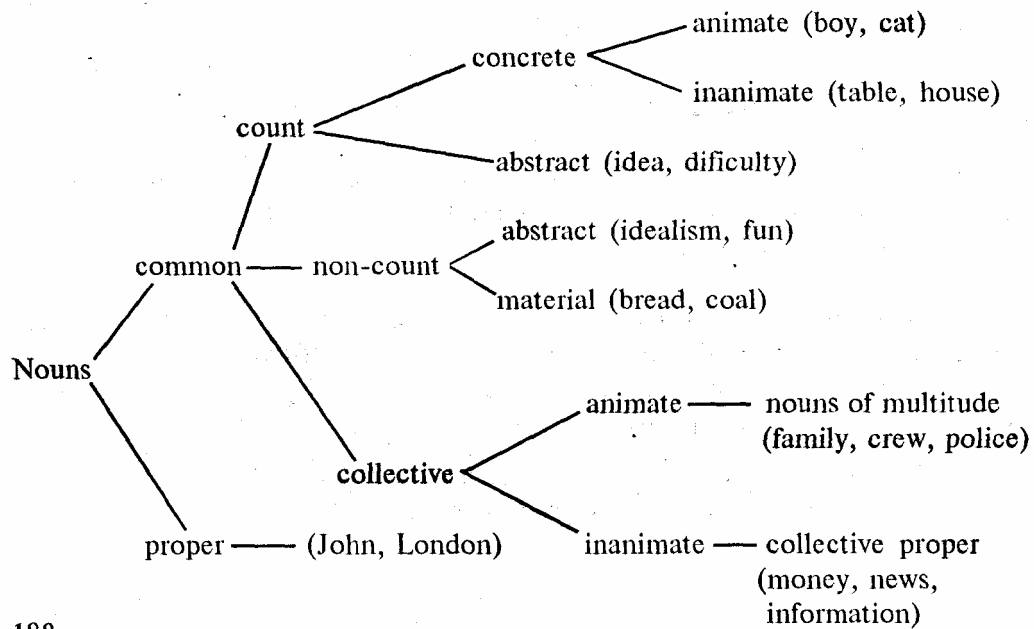 animate (boy, cat)
concrete
inanimate (table, house)
count
abstract (idea, dificulty)
abstract (idealism, fun)
common
non-count
material (bread, coal)
Nouns
animate
nouns of multitude
(family, crew, police)
collective
proper
(John, London)
inanimate
collective proper
(money, news,
information)